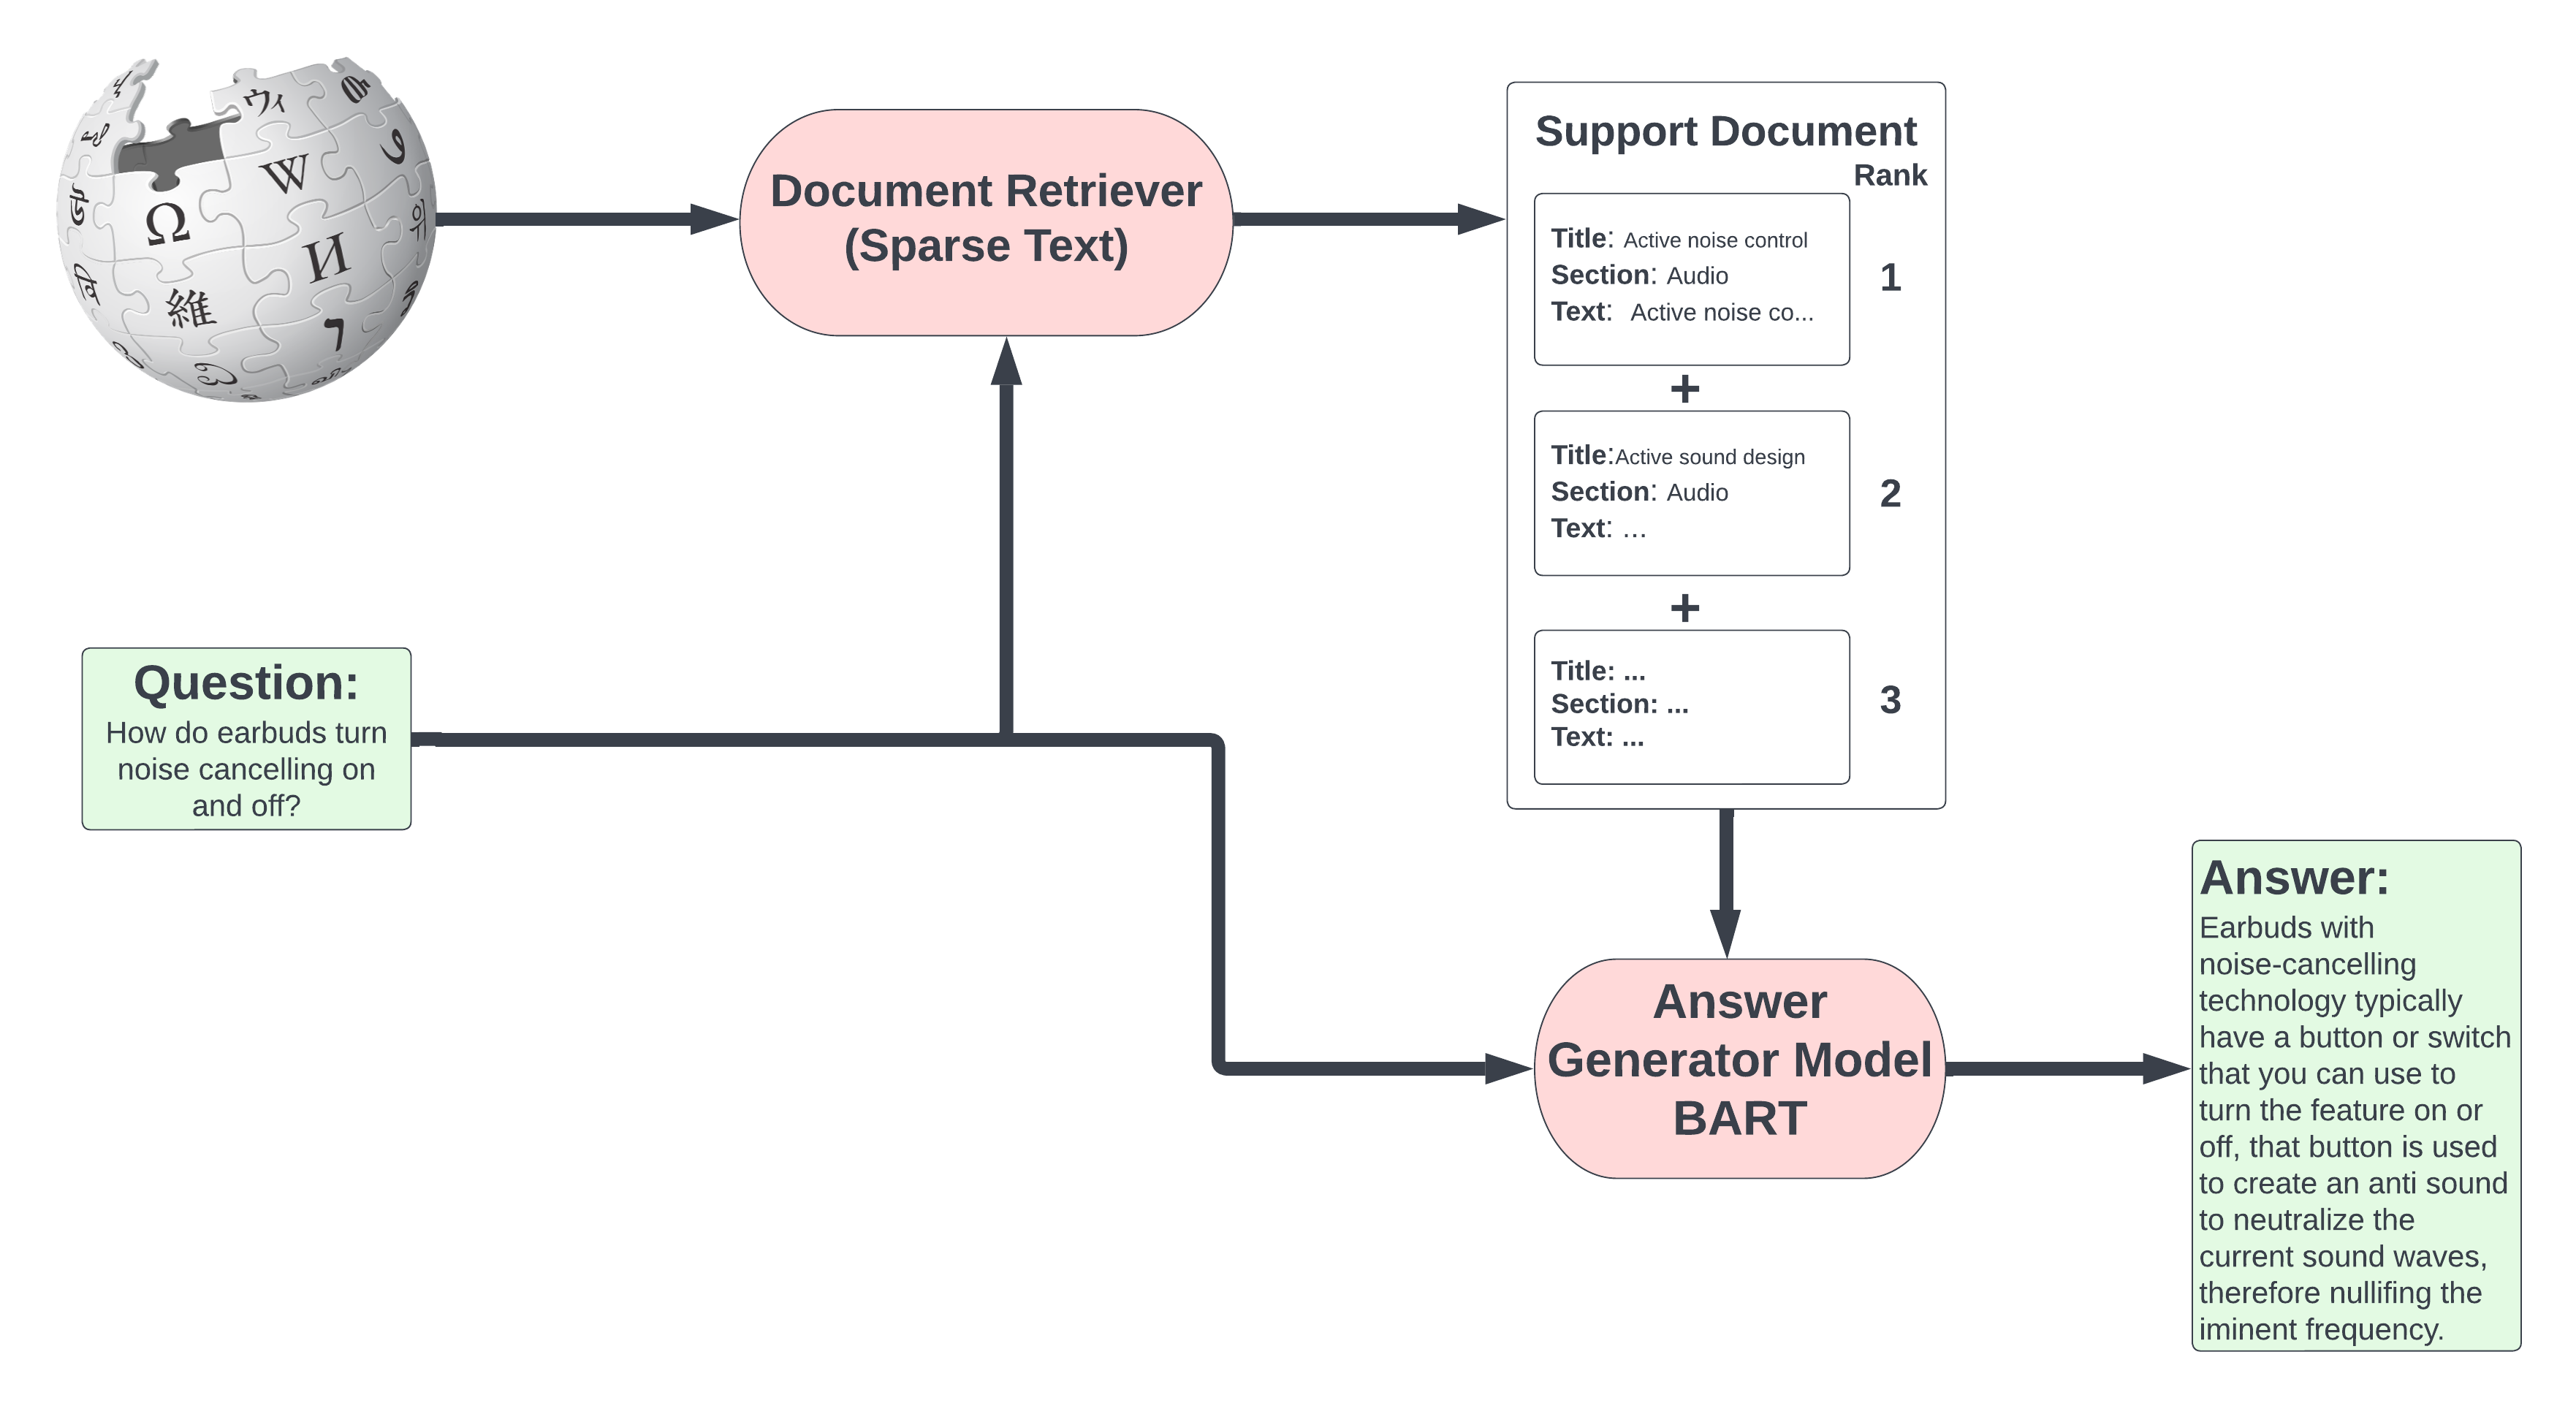 Ω
W
И
維
ウィ
7
Document Retriever
(Sparse Text)
Question:
How do earbuds turn
noise cancelling on
and off?
Support Document
Rank
Title: Active noise control
Section: Audio
Text: Active noise co...
1
+
Title:Active sound design
Section: Audio
Text: ...
2
+
Title: ...
Section: ...
Text: ...
3
Answer
Generator Model
BART
Answer:
Earbuds with
noise-cancelling
technology typically
have a button or switch
that you can use to
turn the feature on or
off, that button is used
to create an anti sound
to neutralize the
current sound waves,
therefore nullifing the
iminent frequency.